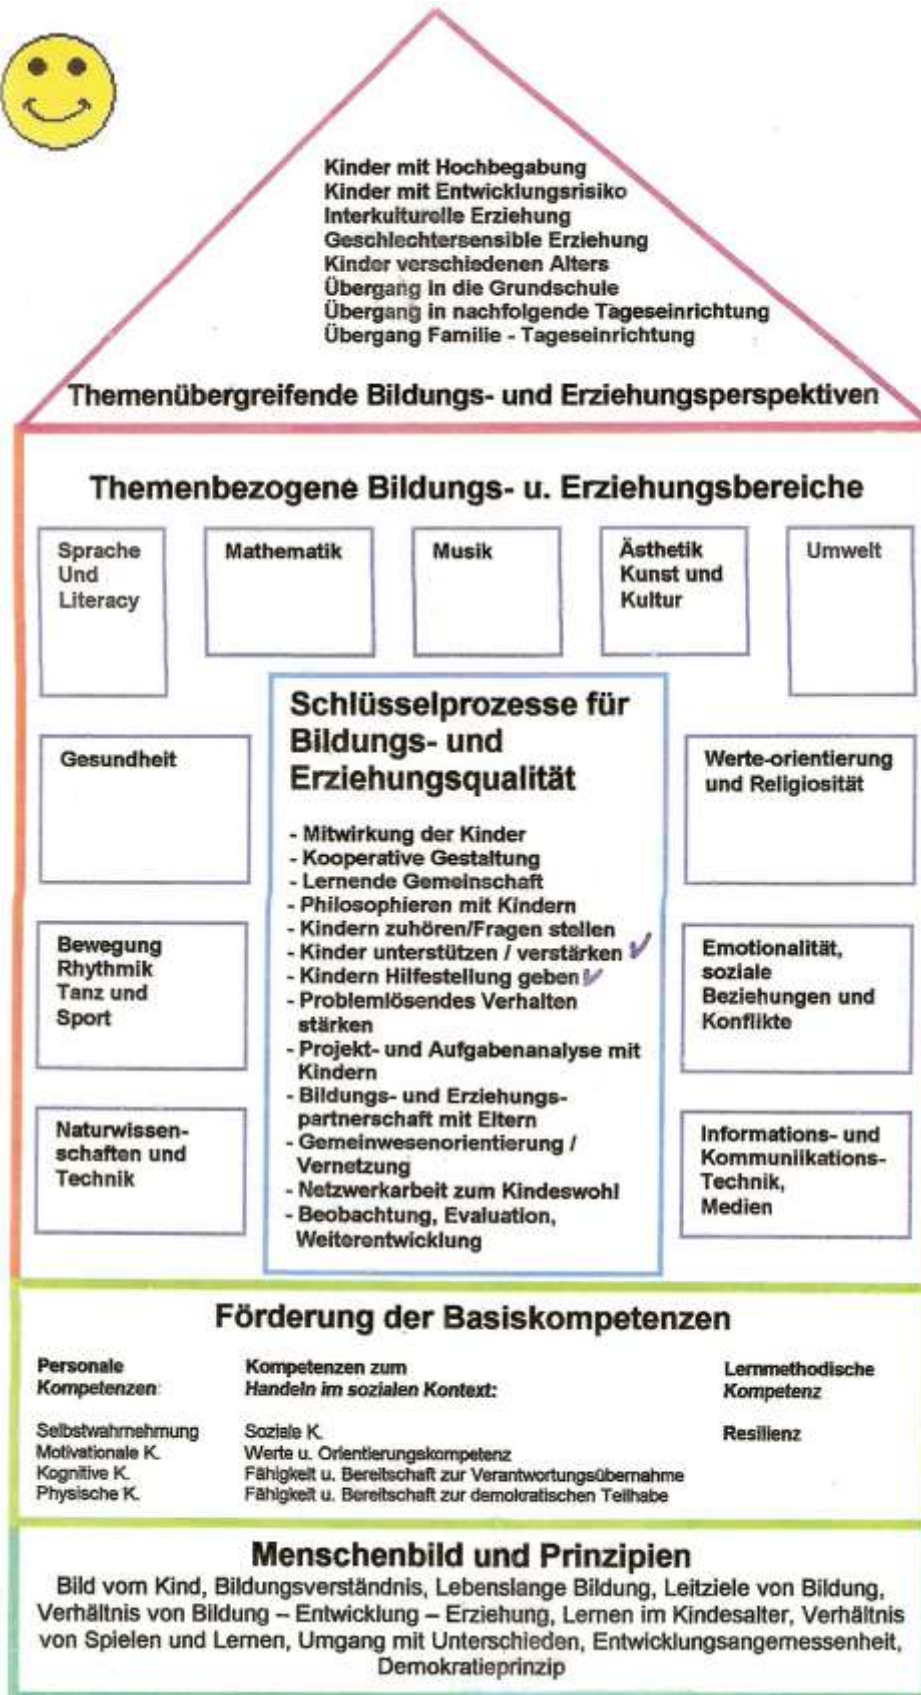 Kinder mit Hochbegabung
Kinder mit Entwicklungsrisiko
Interkulturelle Erziehung
Geschlechtersensible Erziehung
Kinder verschiedenen Alters
Übergang in die Grundschule
Übergang in nachfolgende Tageseinrichtung
Übergang Familie - Tageseinrichtung
Themenübergreifende Bildungs- und Erziehungsperspektiven
Themenbezogene Bildungs- u. Erziehungsbereiche
Sprache
Und
Literacy
Mathematik
Musik
Ästhetik
Kunst und
Kultur
Umwelt
Gesundheit
Bewegung
Rhythmik
Tanz und
Sport
Naturwissen-
schaften und
Technik
Schlüsselprozesse für
Bildungs- und
Erziehungsqualität
- Mitwirkung der Kinder
- Kooperative Gestaltung
- Lernende Gemeinschaft
- Philosophieren mit Kindern
- Kindern zuhören/Fragen stellen
- Kinder unterstützen / verstärken ✓
- Kindern Hilfestellung geben ✓
- Problemlösendes Verhalten
stärken
- Projekt- und Aufgabenanalyse mit
Kindern
- Bildungs- und Erziehungs-
partnerschaft mit Eltern
- Gemeinwesenorientierung /
Vernetzung
- Netzwerkarbeit zum Kindeswohl
- Beobachtung, Evaluation,
Weiterentwicklung
Werte-orientierung
und Religiosität
Emotionalität,
soziale
Beziehungen und
Konflikte
Informations- und
Kommuniikations-
Technik,
Medien
Förderung der Basiskompetenzen
Personale
Kompetenzen:
Selbstwahrnehmung
Motivationale K.
Kognitive K.
Physische K.
Kompetenzen zum
Handeln im sozialen Kontext:
Soziale K.
Werte u. Orientierungskompetenz
Fähigkeit u. Bereitschaft zur Verantwortungsübernahme
Fähigkeit u. Bereitschaft zur demokratischen Teilhabe
Lernmethodische
Kompetenz
Resilienz
Menschenbild und Prinzipien
Bild vom Kind, Bildungsverständnis, Lebenslange Bildung, Leitziele von Bildung,
Verhältnis von Bildung – Entwicklung – Erziehung, Lernen im Kindesalter, Verhältnis
von Spielen und Lernen, Umgang mit Unterschieden, Entwicklungsangemessenheit,
Demokratieprinzip